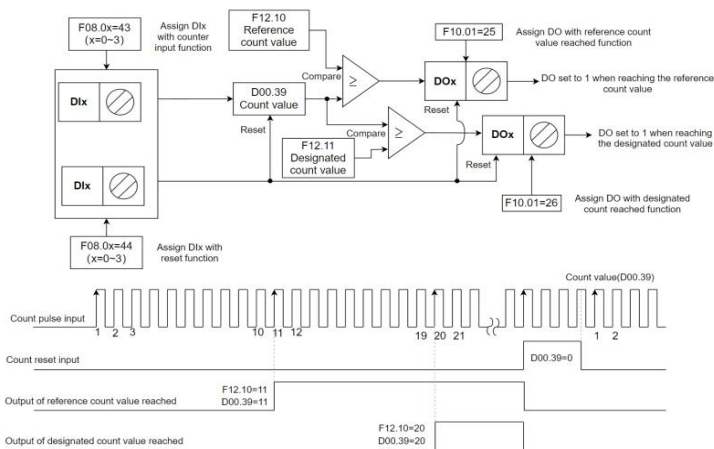 F08.0x=43
(x=0~3)
Assign DIx
with counter
input function
F12.10
Reference
count value
F10.01=25
Assign DO with reference count
value reached function
DIx
D00.39
Count value
Compare
≥
DOx
DO set to 1 when reaching the reference
count value
Reset
Reset
F12.11
Designated
count value
Compare
≥
DOx
DO set to 1 when reaching
the designated count value
Reset
DIx
F10.01=26
Assign DO with designated
count reached function
F08.0x=44
(x=0~3)
Assign DIx with
reset function
Count value(D00.39)
Count pulse input
1 2 3 10 11 12 19 20 21 1 2
Count reset input
D00.39=0
F12.10=11
D00.39=11
Output of reference count value reached
F12.10=20
D00.39=20
Output of designated count value reached